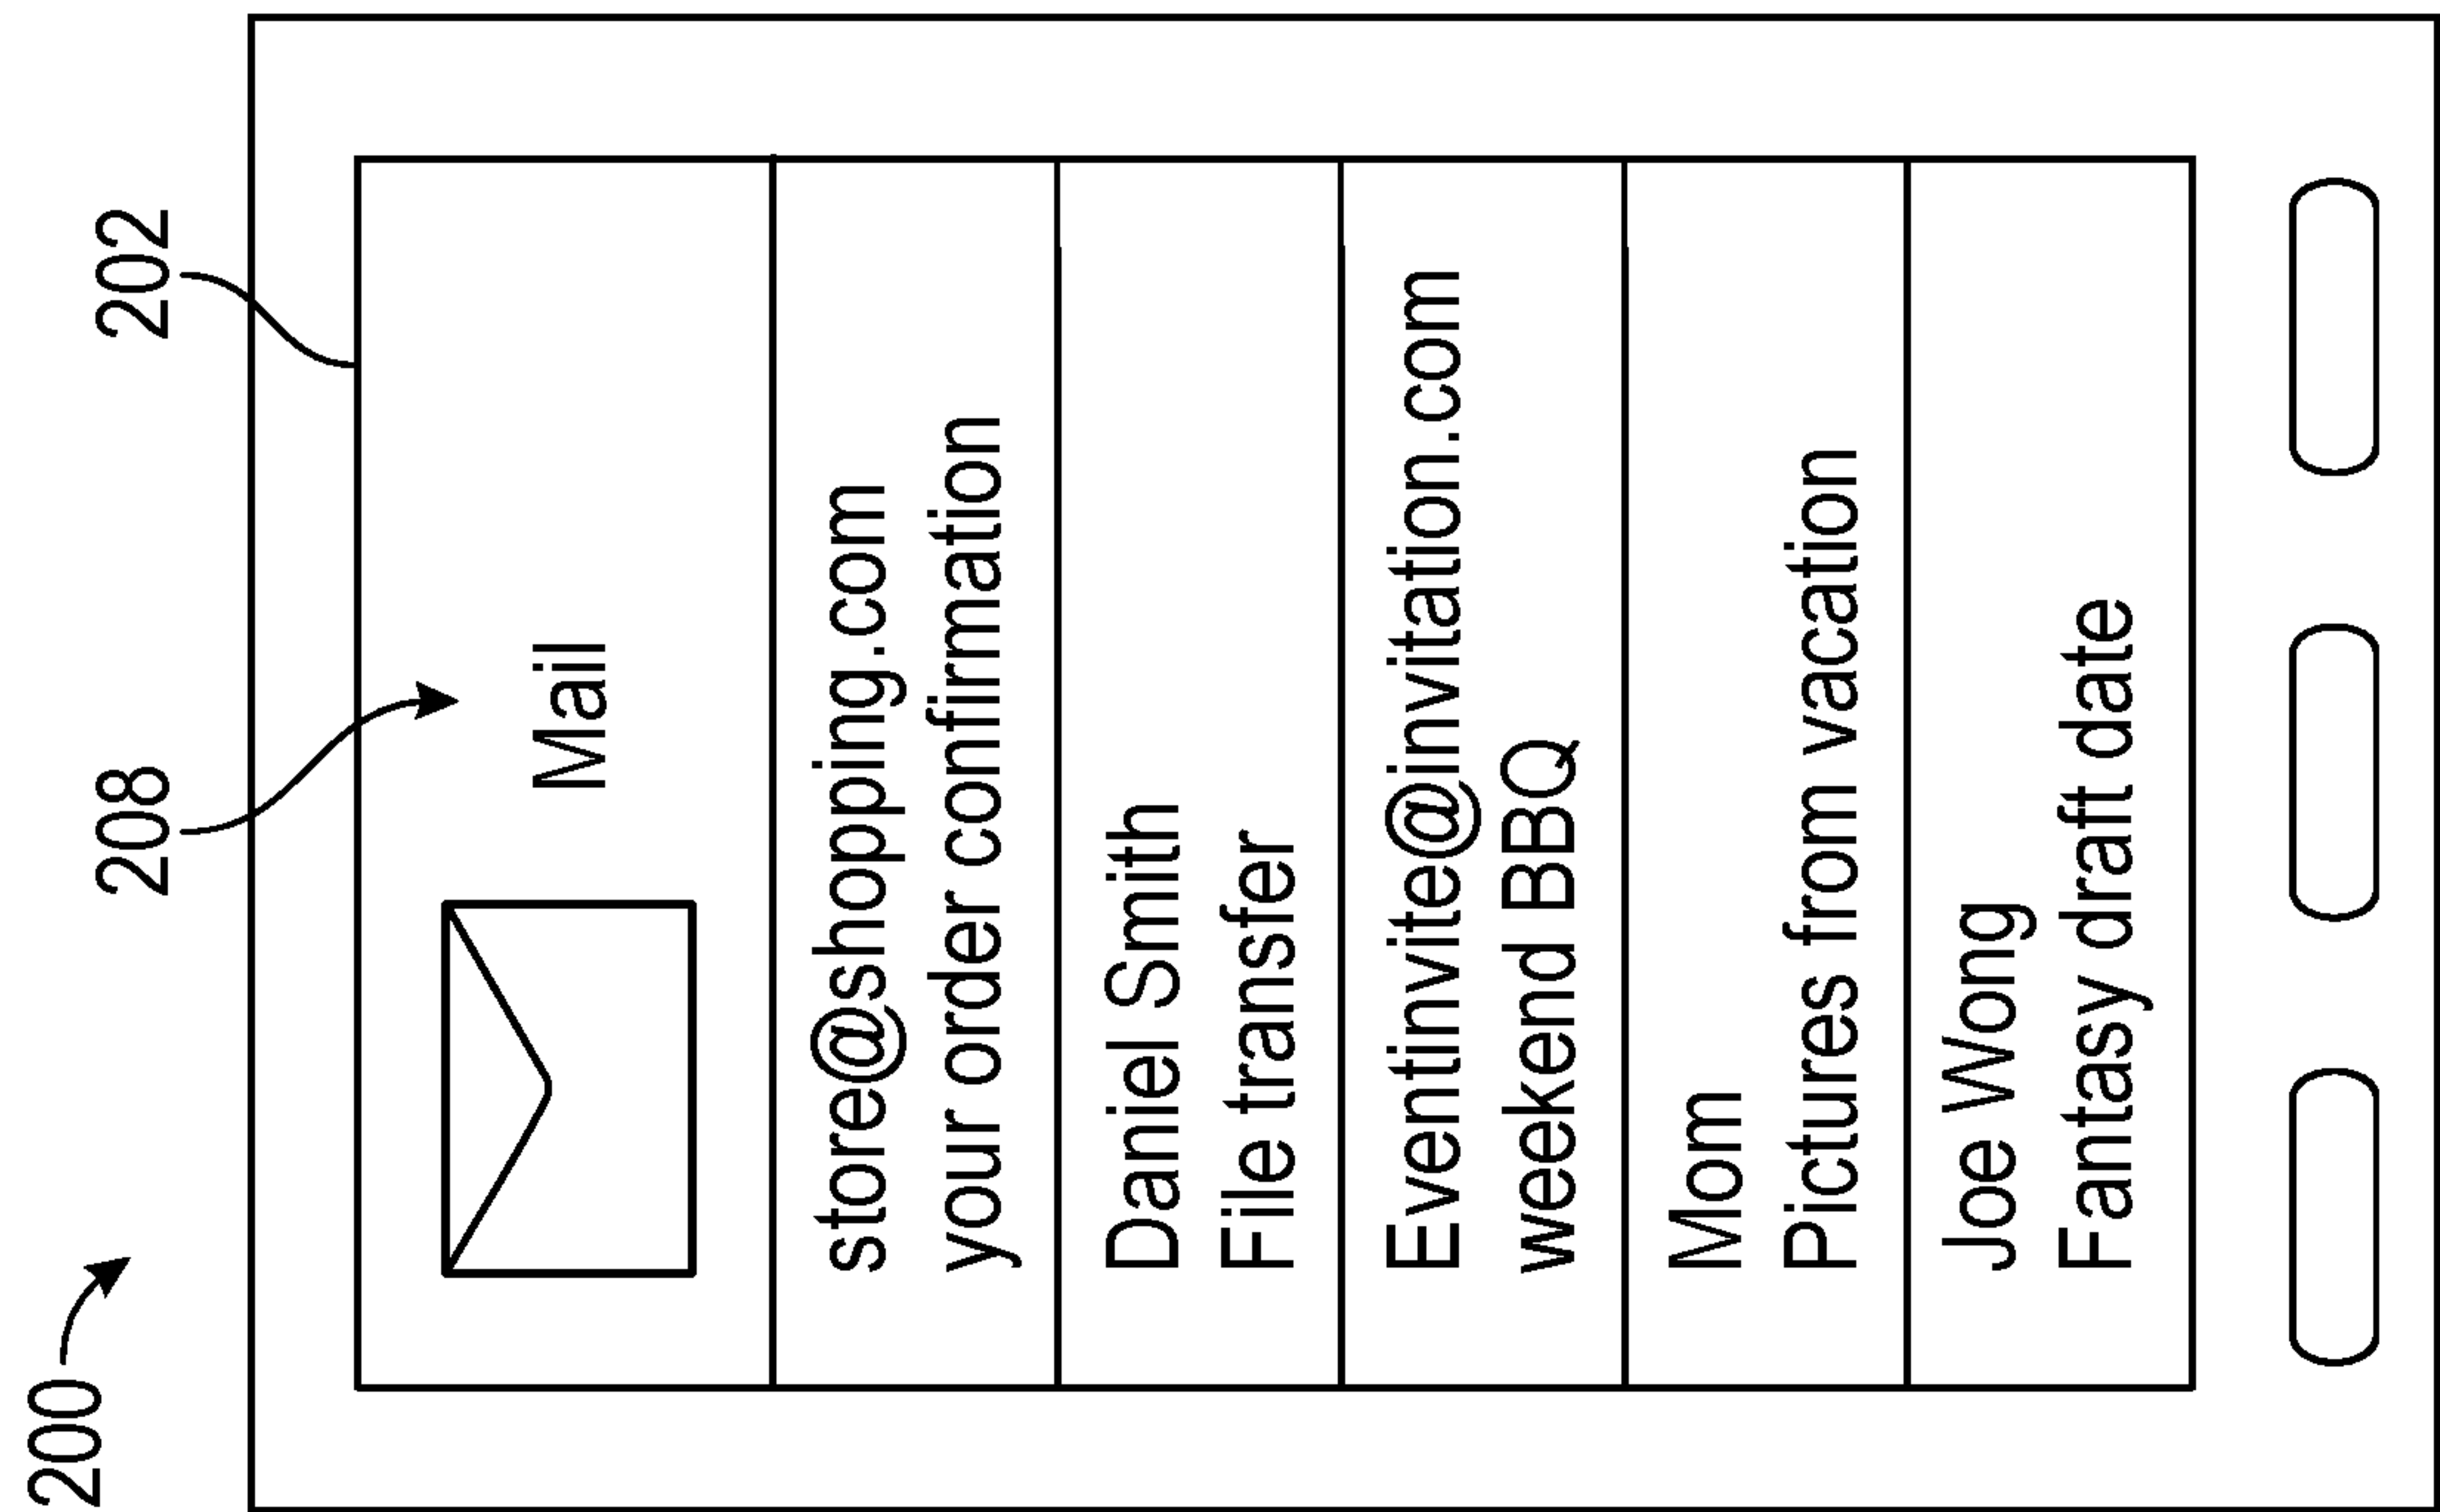 200
208
202
Mail
store@shopping.com
your order confirmation
Daniel Smith
File transfer
Eventinvite@invitation.com
weekend BBQ
Mom
Pictures from vacation
Joe Wong
Fantasy draft date